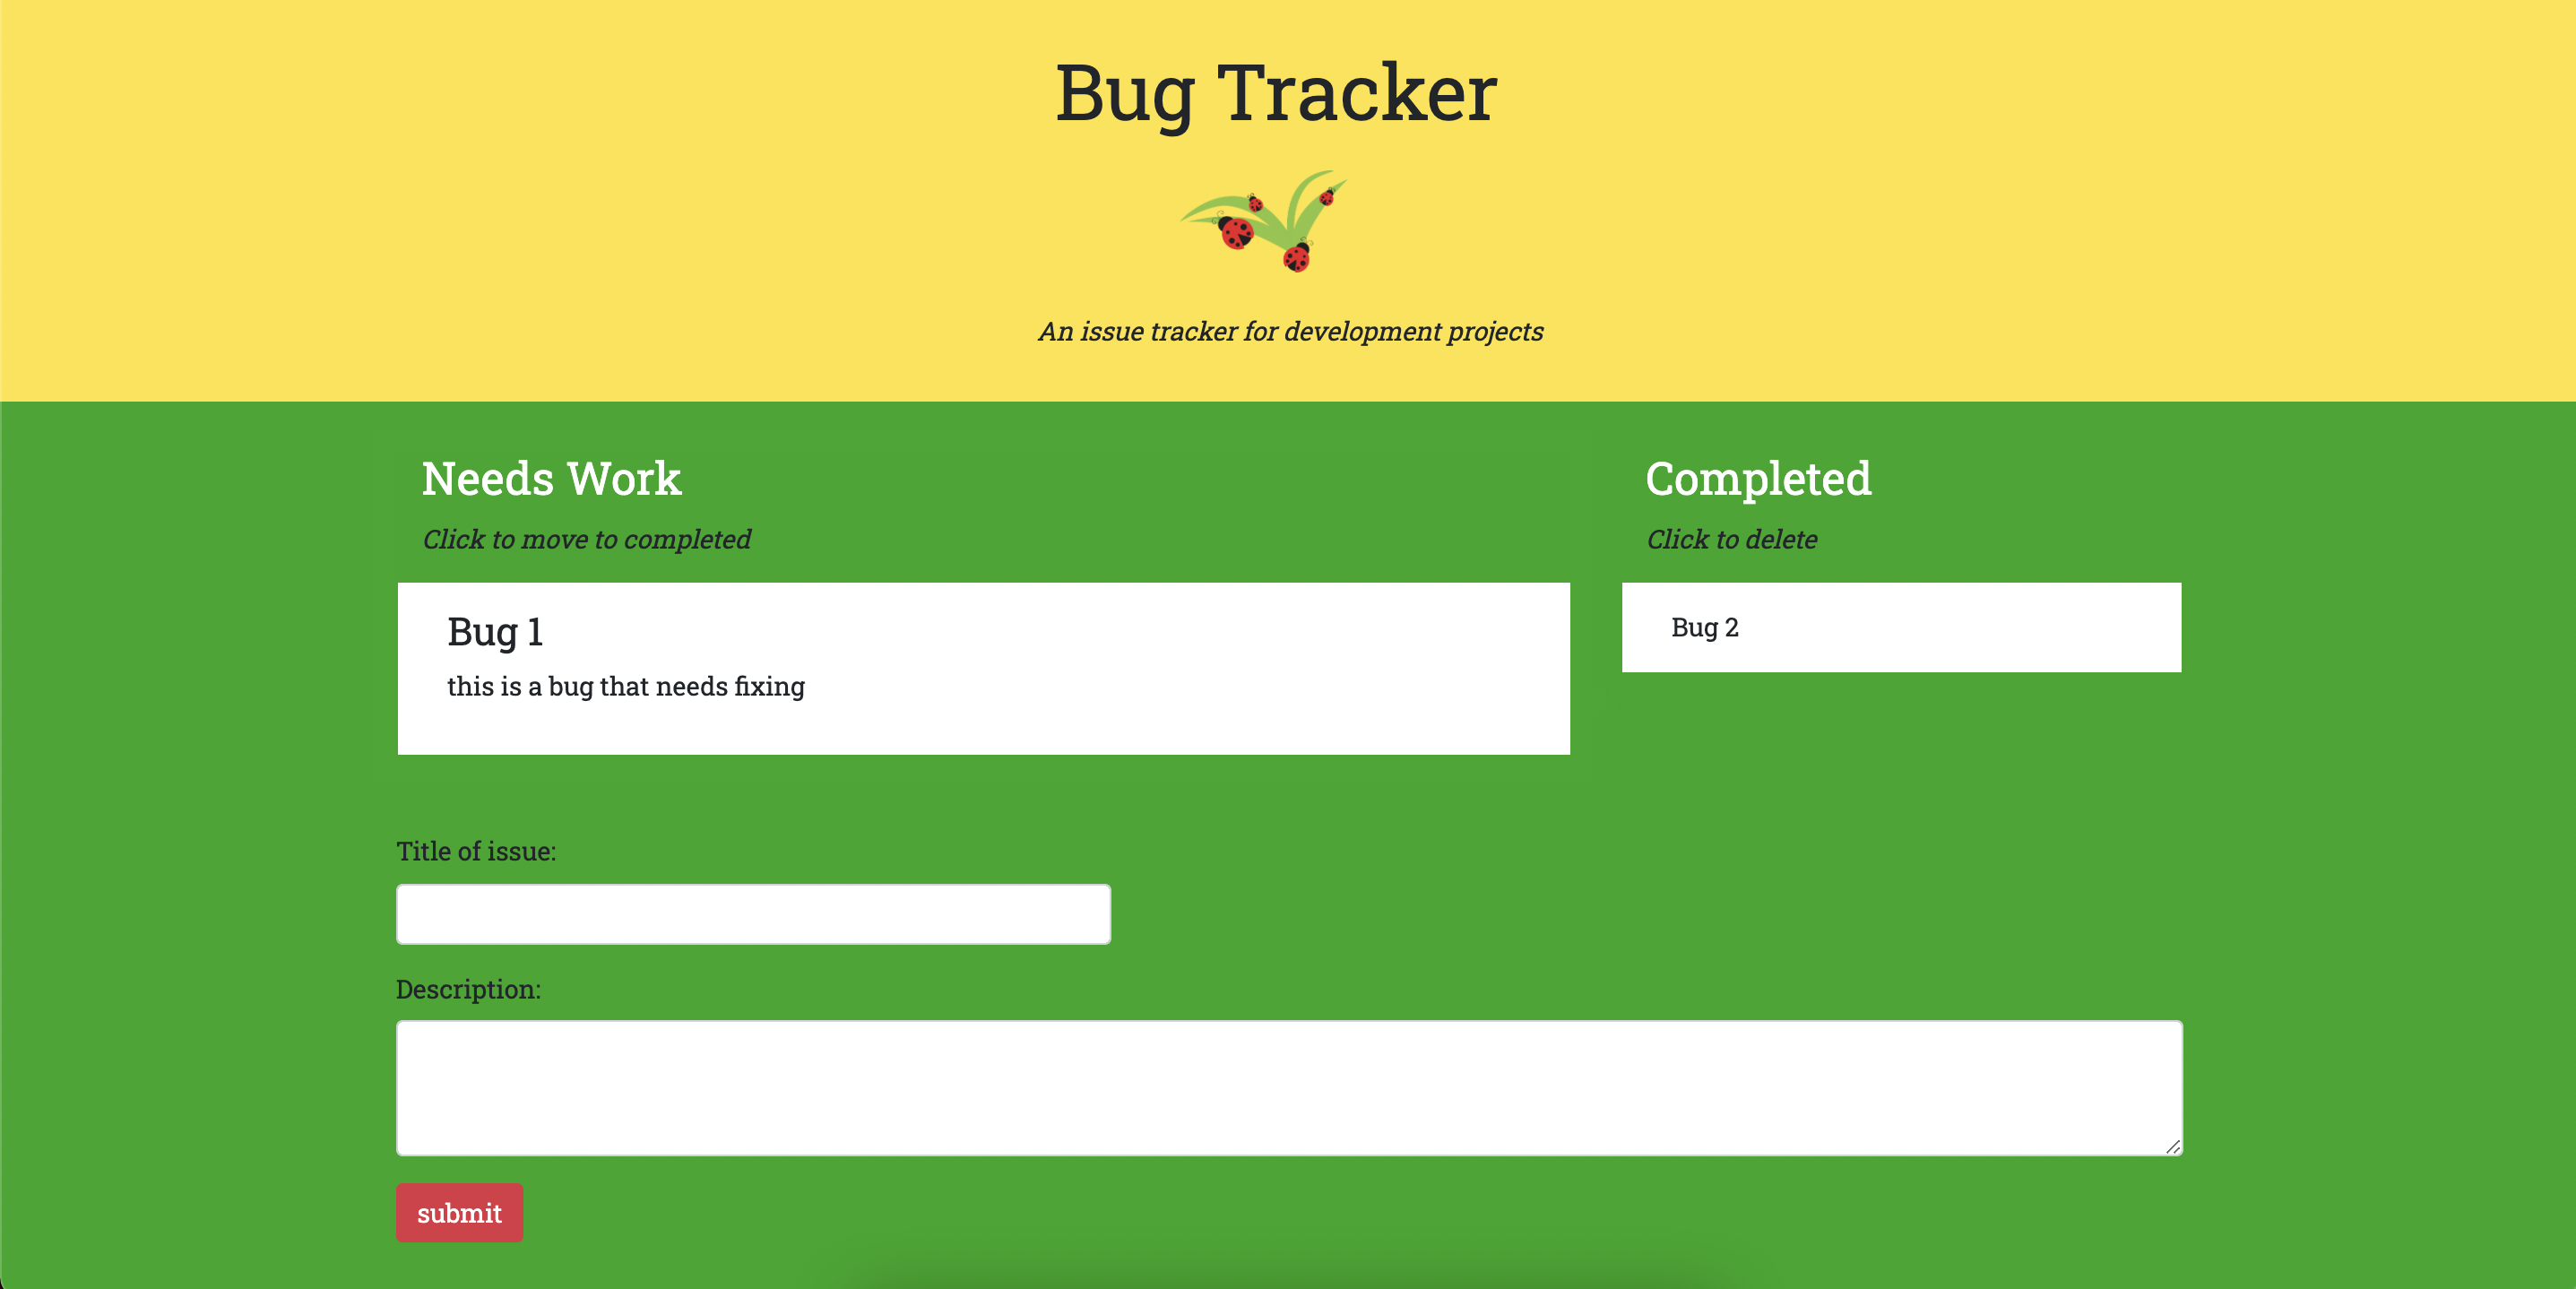 Bug Tracker
An issue tracker for development projects
Needs Work
Click to move to completed
Bug 1
this is a bug that needs fixing
Completed
Click to delete
Bug 2
Title of issue:
Description:
submit